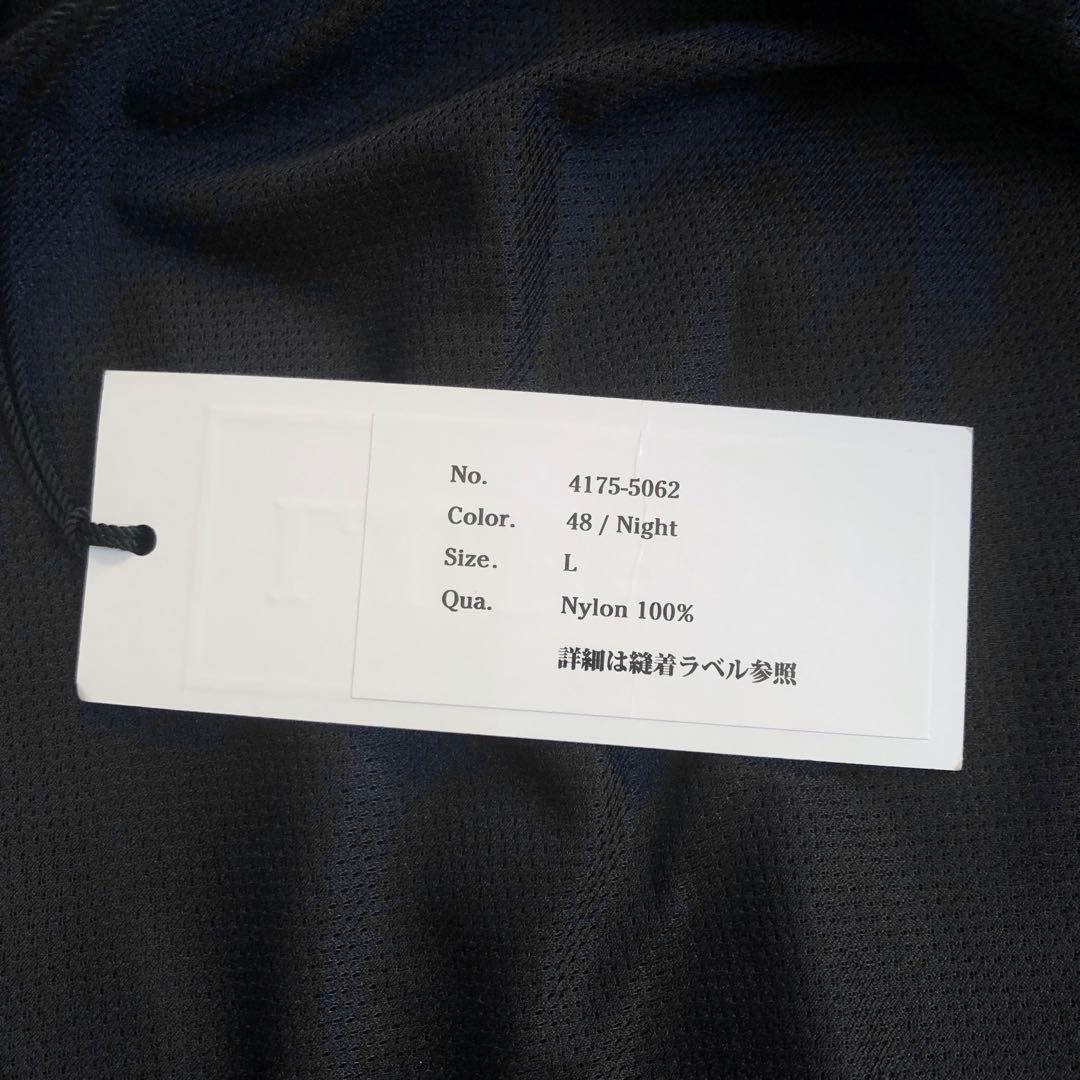 No. 4175-5062
Color. 48 / Night
Size. L
Qua. Nylon 100%
詳細は縫着ラベル参照